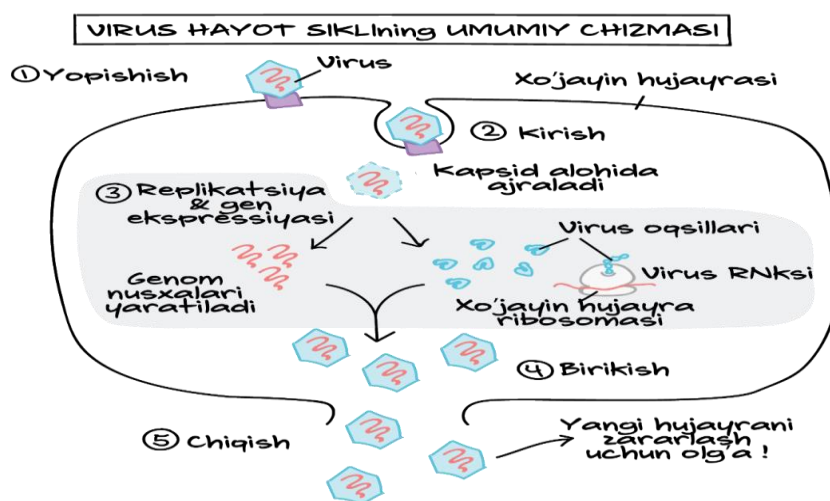 VIRUS HAYOT SIKLIning UMUMIY CHIZMASI
① Yopishish
Virus
Xo'jayin hujayrasi
② Kirish
Kapsid alohida
ajraladi
③ Replikatsiya
& gen
ekspressiyasi
Virus oqsillari
Virus RNKsi
Genom
nusxalari
yaratiladi
Xo'jayin hujayra
ribosomasi
④ Birikish
⑤ Chiqish
Yangi hujayrani
zararlash
uchun olg'a !